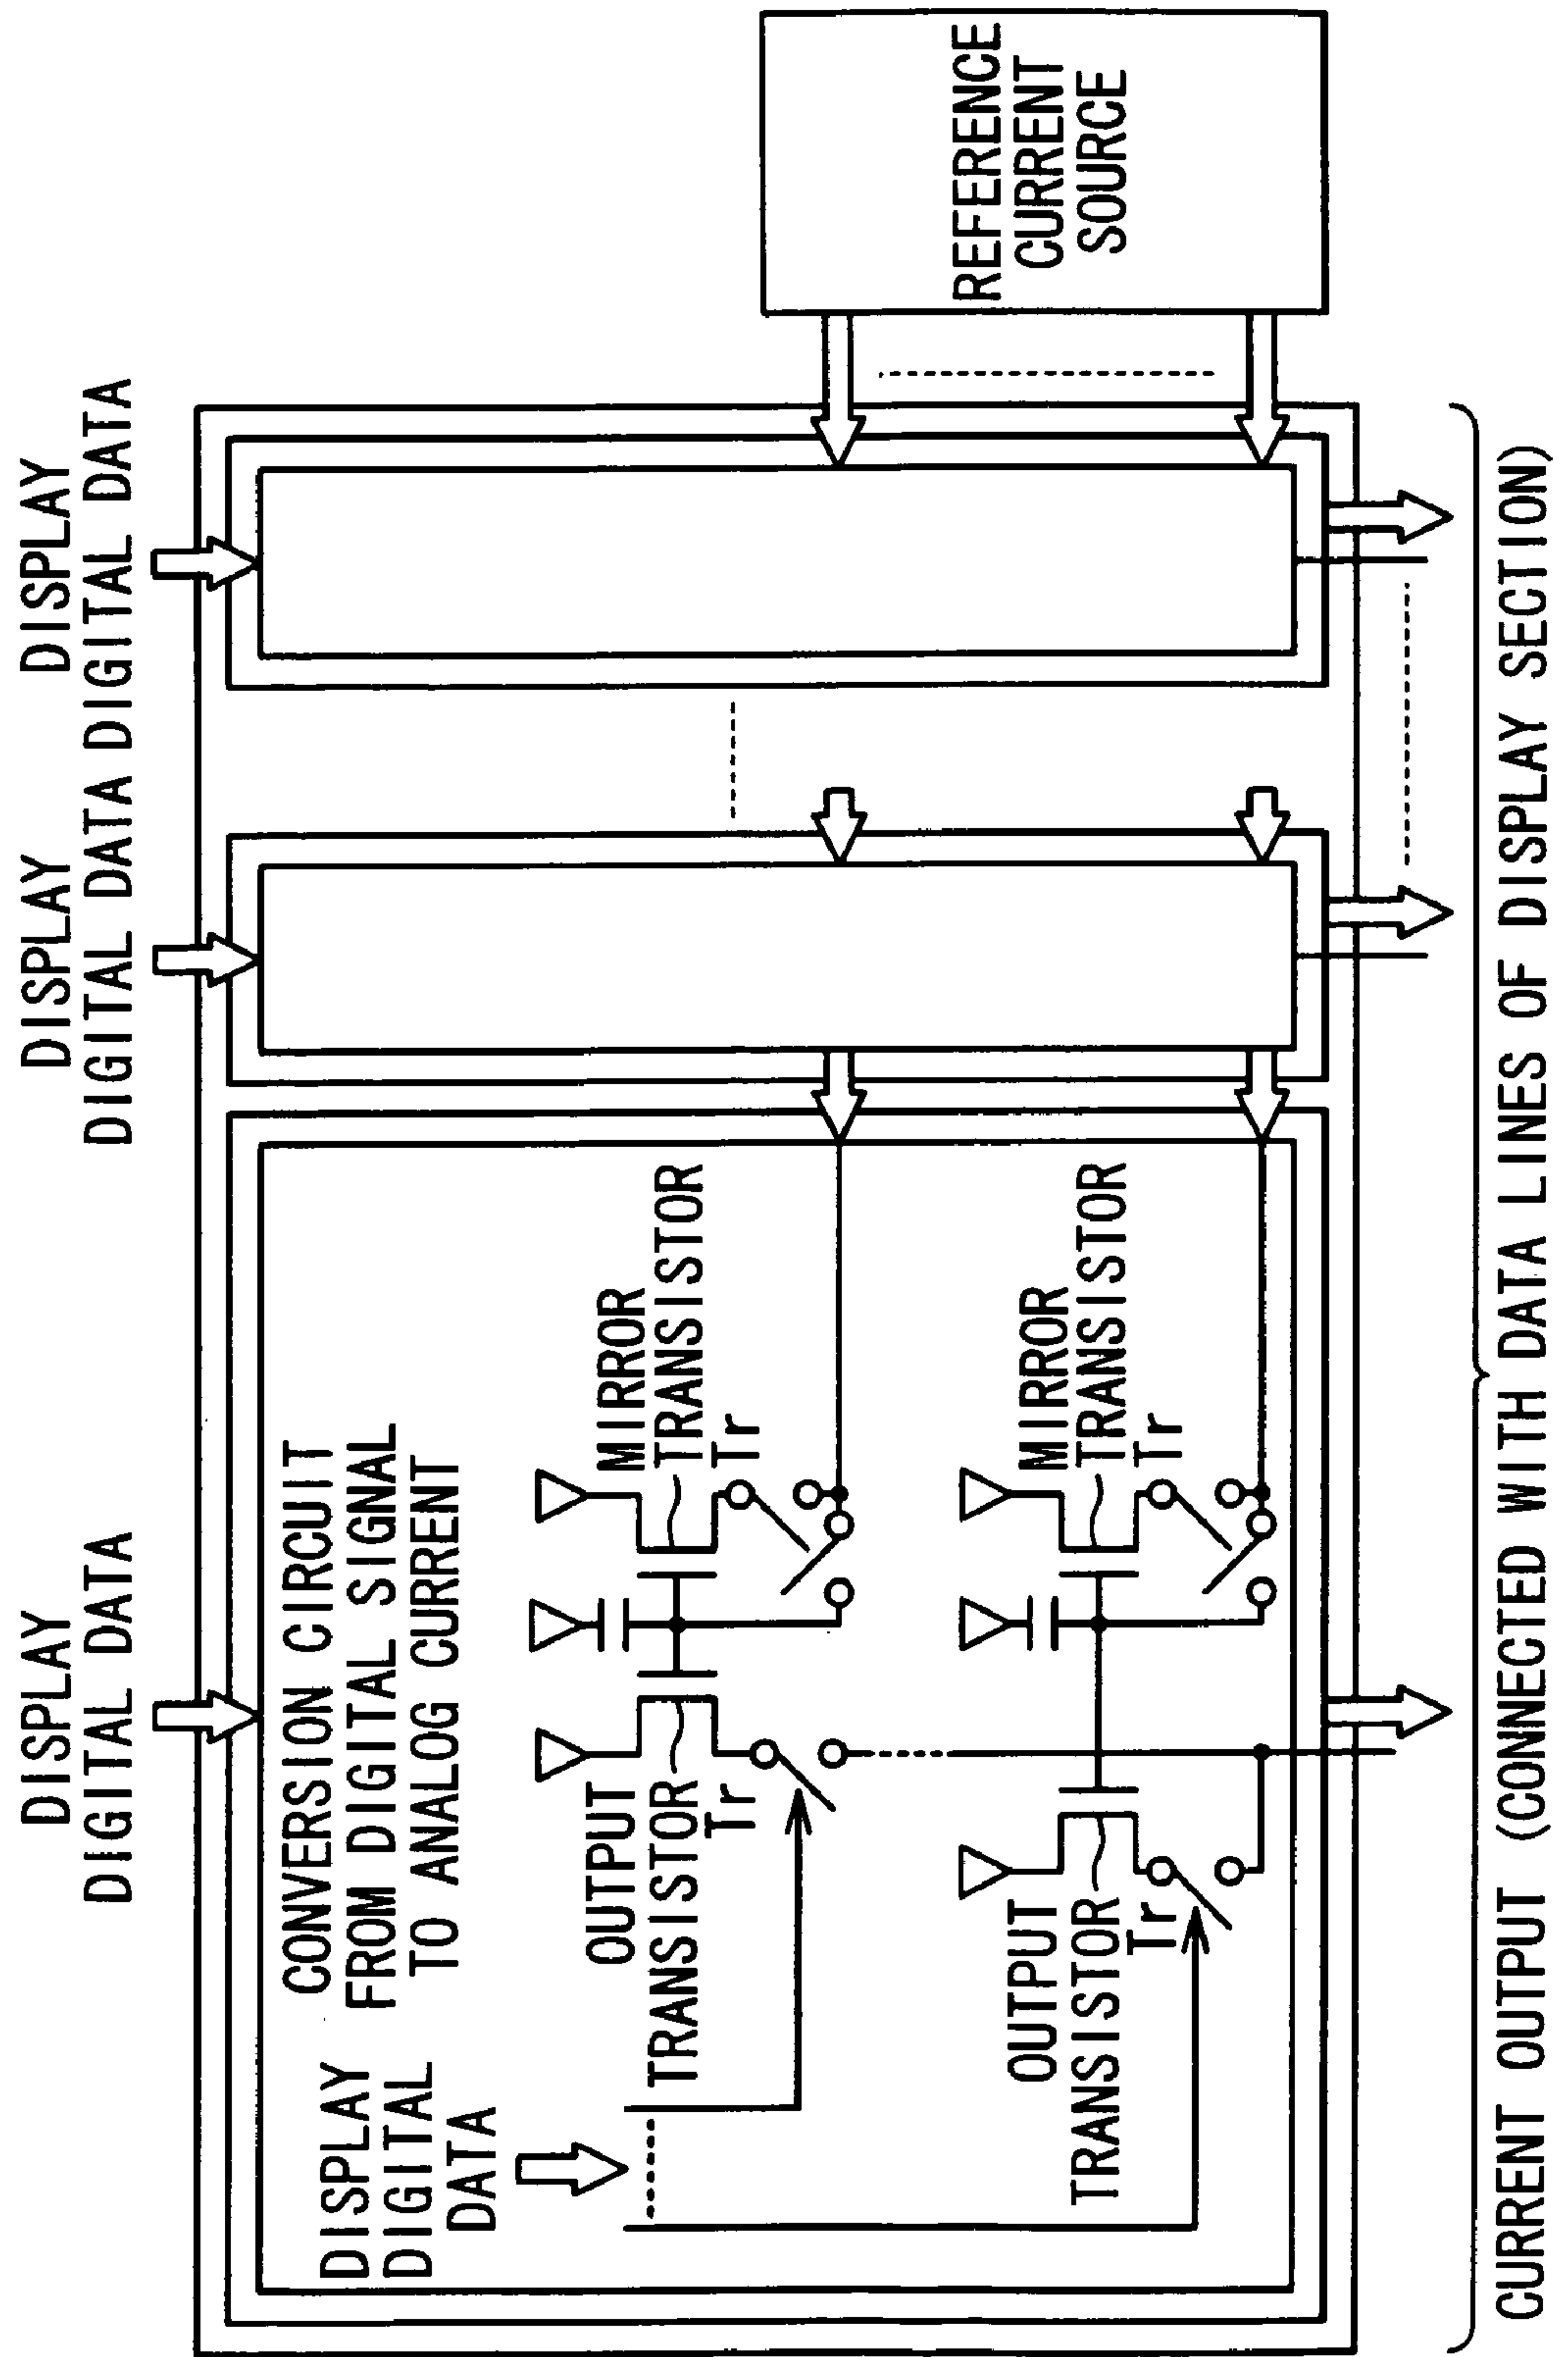 DISPLAY
DIGITAL DATA
DISPLAY
DIGITAL DATA
DISPLAY
DIGITAL DATA
CONVERSION CIRCUIT
FROM DIGITAL SIGNAL
TO ANALOG CURRENT
DISPLAY
DIGITAL
DATA
OUTPUT
TRANSISTOR
Tr
MIRROR
TRANSISTOR
Tr
OUTPUT
TRANSISTOR
Tr
MIRROR
TRANSISTOR
Tr
REFERENCE
CURRENT
SOURCE
CURRENT OUTPUT (CONNECTED WITH DATA LINES OF DISPLAY SECTION)